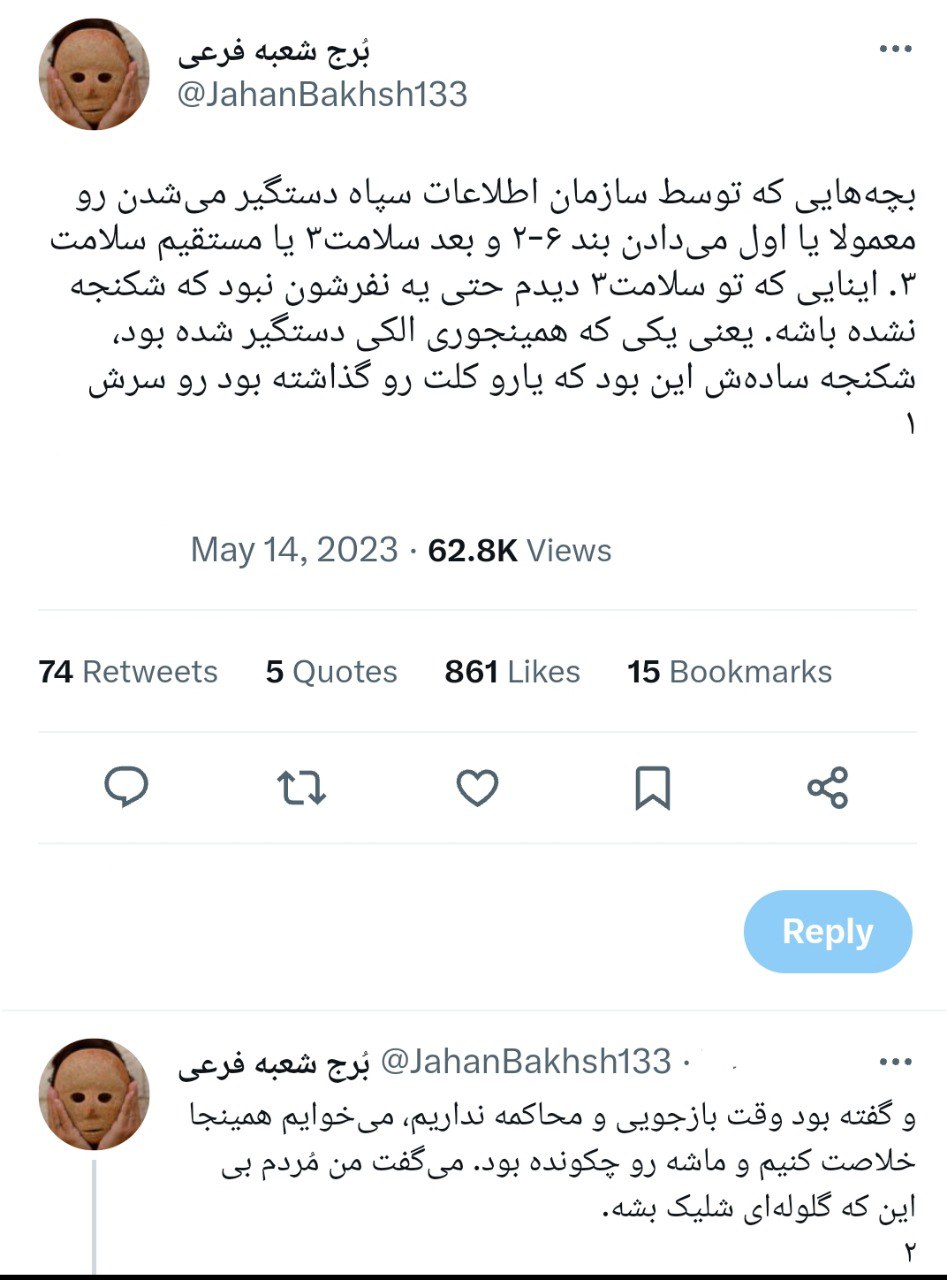 بُرج شعبه فرعی
@JahanBakhsh133
بچه‌هایی که توسط سازمان اطلاعات سپاه دستگیر می‌شدن رو
معمولا یا اول می‌دادن بند ۶-۲ و بعد سلامت۳ یا مستقیم سلامت
۳. اینایی که تو سلامت۳ دیدم حتی یه نفرشون نبود که شکنجه
نشده باشه. یعنی یکی که همینجوری الکی دستگیر شده بود،
شکنجه ساده‌ش این بود که یارو کلت رو گذاشته بود رو سرش
۱
May 14, 2023 · 62.8K Views
74 Retweets 5 Quotes 861 Likes 15 Bookmarks
Reply
بُرج شعبه فرعی @JahanBakhsh133 ·
و گفته بود وقت بازجویی و محاکمه نداریم، می‌خوایم همینجا
خلاصت کنیم و ماشه رو چکونده بود. می‌گفت من مُردم بی
این که گلوله‌ای شلیک بشه.
۲